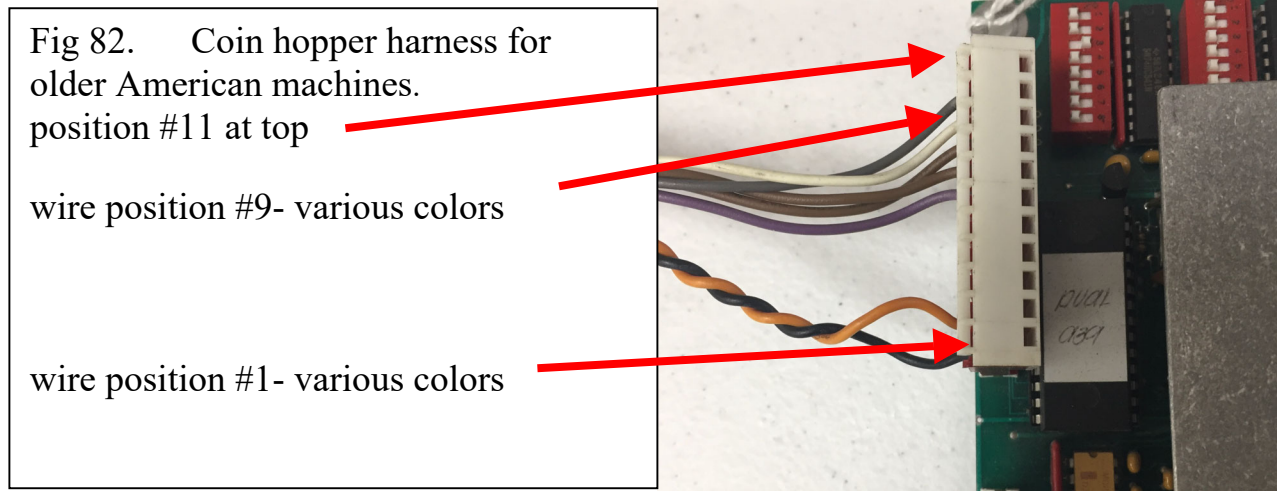 Fig 82. Coin hopper harness for
older American machines.
position #11 at top
wire position #9- various colors
wire position #1- various colors
DUAL